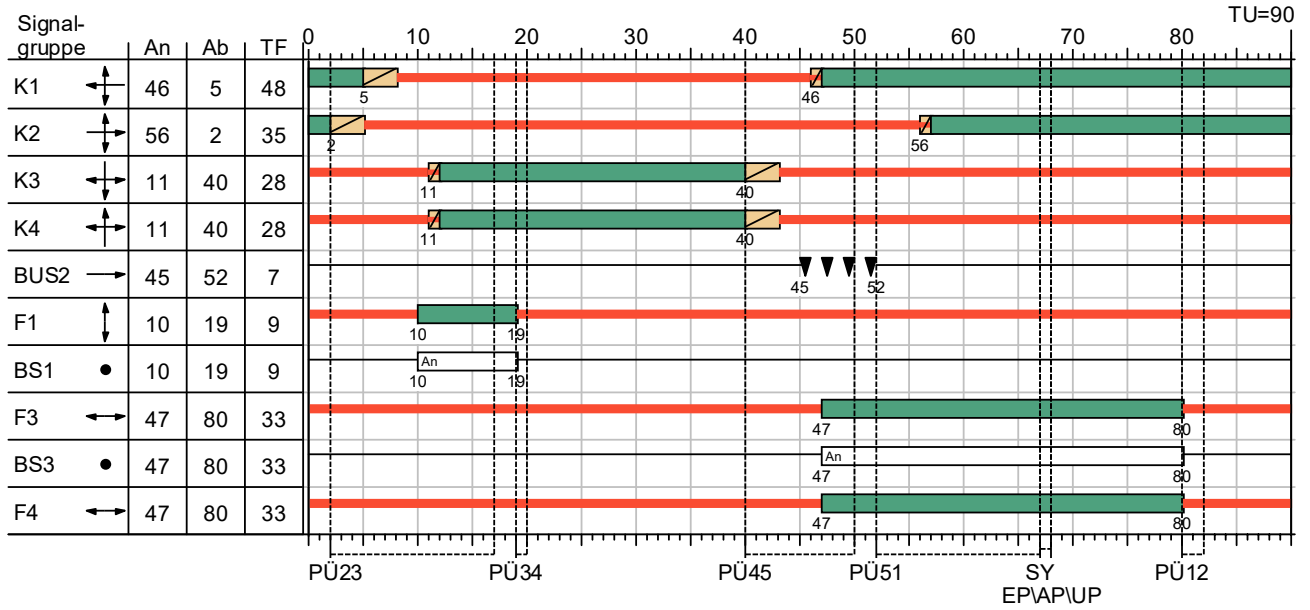 TU=90
Signal-
gruppe An Ab TF 0 10 20 30 40 50 60 70 80
K1 46 5 48
5 46
K2 56 2 35
2 56
K3 11 40 28
11 40
K4 11 40 28
11 40
BUS2 45 52 7
45 52
F1 10 19 9
10 19
BS1 10 19 9
An
10 19
F3 47 80 33
47 80
BS3 47 80 33
An
47 80
F4 47 80 33
47 80
PÜ23 PÜ34 PÜ45 PÜ51 SY PÜ12
EP\AP\UP